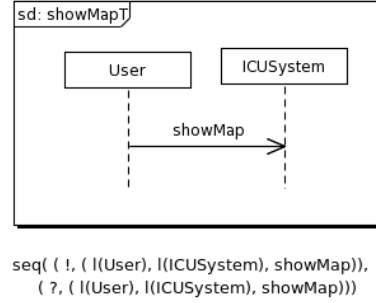 sd: showMapT
User
ICUSystem
showMap
seq( ( !, ( l(User), l(ICUSystem), showMap)),
( ?, ( l(User), l(ICUSystem), showMap)))